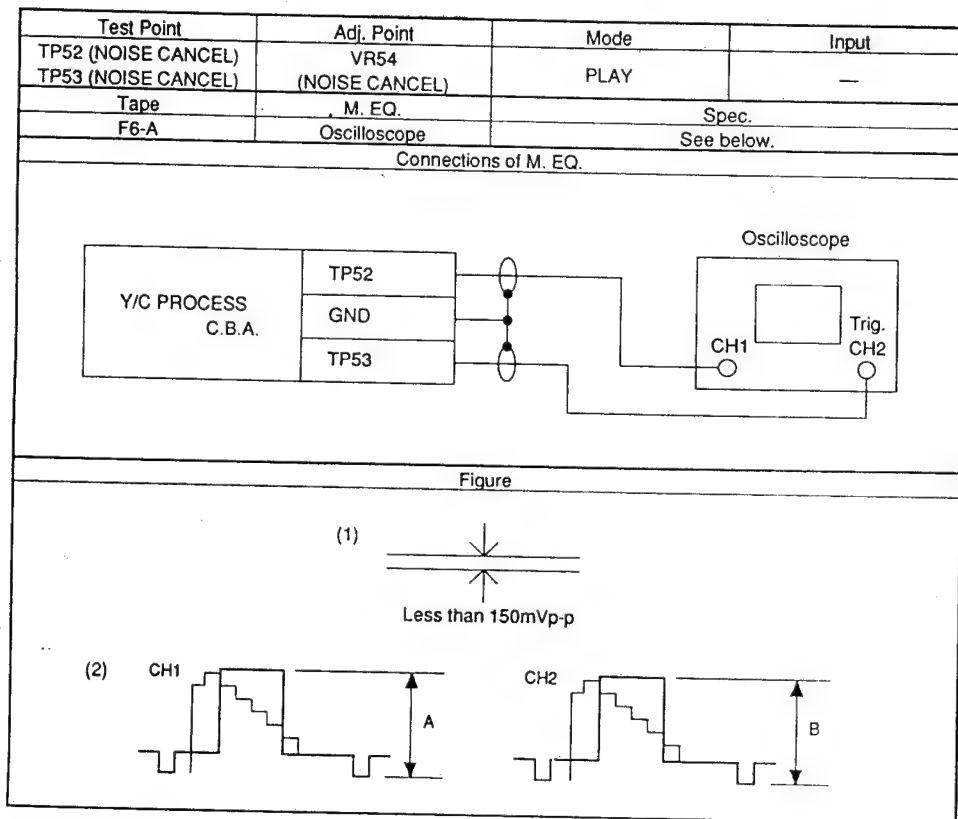 Test Point Adj. Point Mode Input
TP52 (NOISE CANCEL) VR54 PLAY —
TP53 (NOISE CANCEL) (NOISE CANCEL)
Tape M. EQ. Spec.
F6-A Oscilloscope See below.
Connections of M. EQ.
Oscilloscope
TP52
Y/C PROCESS GND
C.B.A.
Trig.
CH1 CH2
TP53
Figure
(1)
Less than 150mVp-p
(2) CH1 CH2
A B